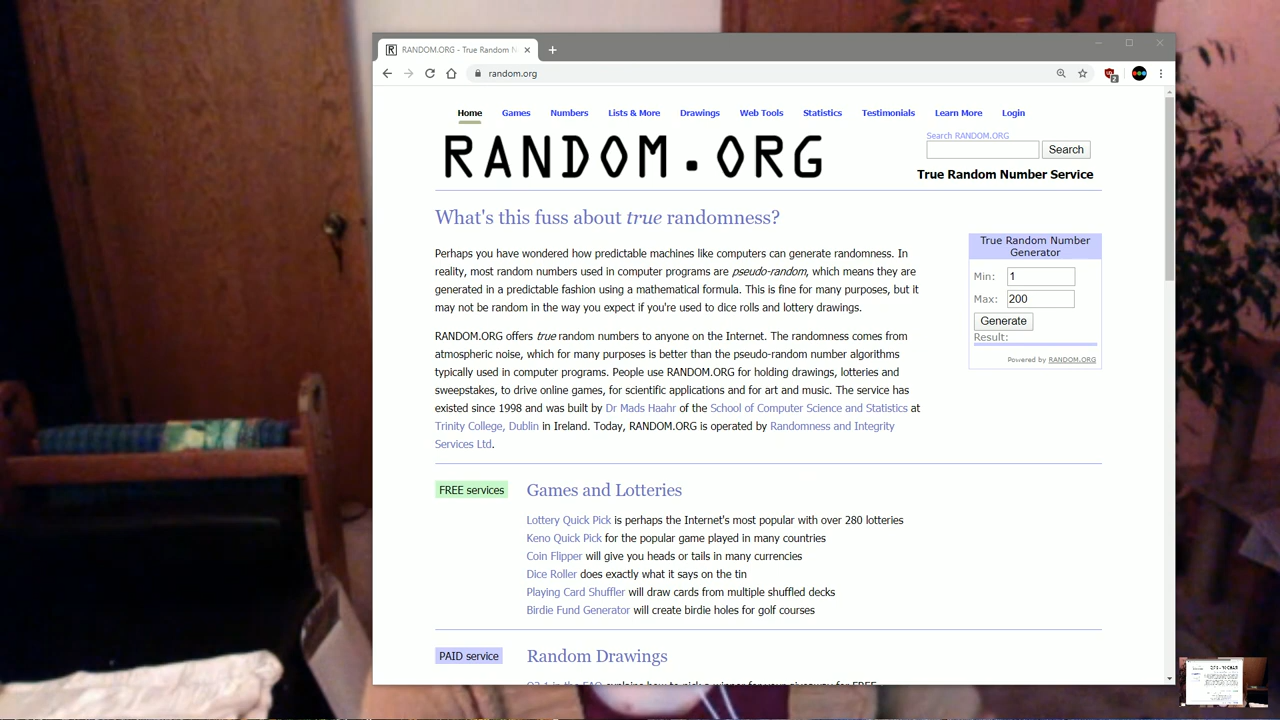 RANDOM.ORG - True Random N
random.org
2
Home Games Numbers Lists & More Drawings Web Tools Statistics Testimonials Learn More Login
RANDOM.ORG
Search RANDOM.ORG
Search
True Random Number Service
What's this fuss about true randomness?
Perhaps you have wondered how predictable machines like computers can generate randomness. In
reality, most random numbers used in computer programs are pseudo-random, which means they are
generated in a predictable fashion using a mathematical formula. This is fine for many purposes, but it
may not be random in the way you expect if you're used to dice rolls and lottery drawings.
RANDOM.ORG offers true random numbers to anyone on the Internet. The randomness comes from
atmospheric noise, which for many purposes is better than the pseudo-random number algorithms
typically used in computer programs. People use RANDOM.ORG for holding drawings, lotteries and
sweepstakes, to drive online games, for scientific applications and for art and music. The service has
existed since 1998 and was built by Dr Mads Haahr of the School of Computer Science and Statistics at
Trinity College, Dublin in Ireland. Today, RANDOM.ORG is operated by Randomness and Integrity
Services Ltd.
True Random Number
Generator
Min: 1
Max: 200
Generate
Result:
Powered by RANDOM.ORG
FREE services
Games and Lotteries
Lottery Quick Pick is perhaps the Internet's most popular with over 280 lotteries
Keno Quick Pick for the popular game played in many countries
Coin Flipper will give you heads or tails in many currencies
Dice Roller does exactly what it says on the tin
Playing Card Shuffler will draw cards from multiple shuffled decks
Birdie Fund Generator will create birdie holes for golf courses
PAID service
Random Drawings